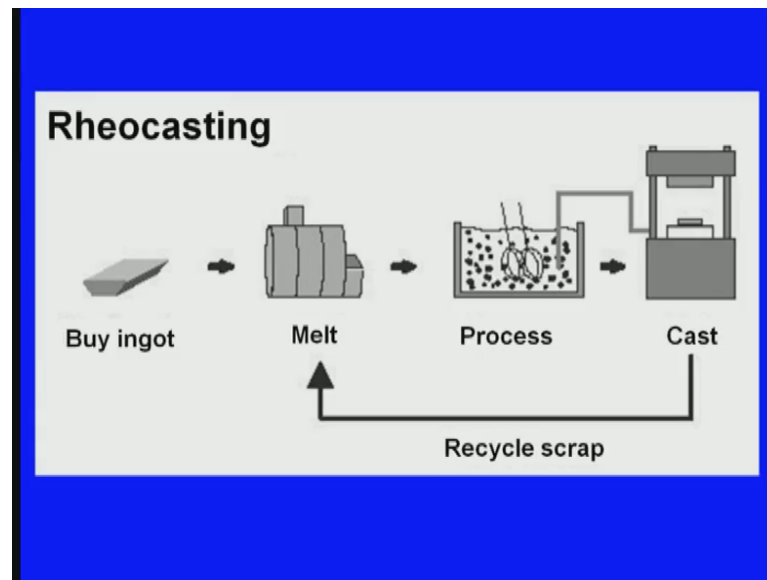 Rheocasting
Buy ingot
Melt
Process
Cast
Recycle scrap